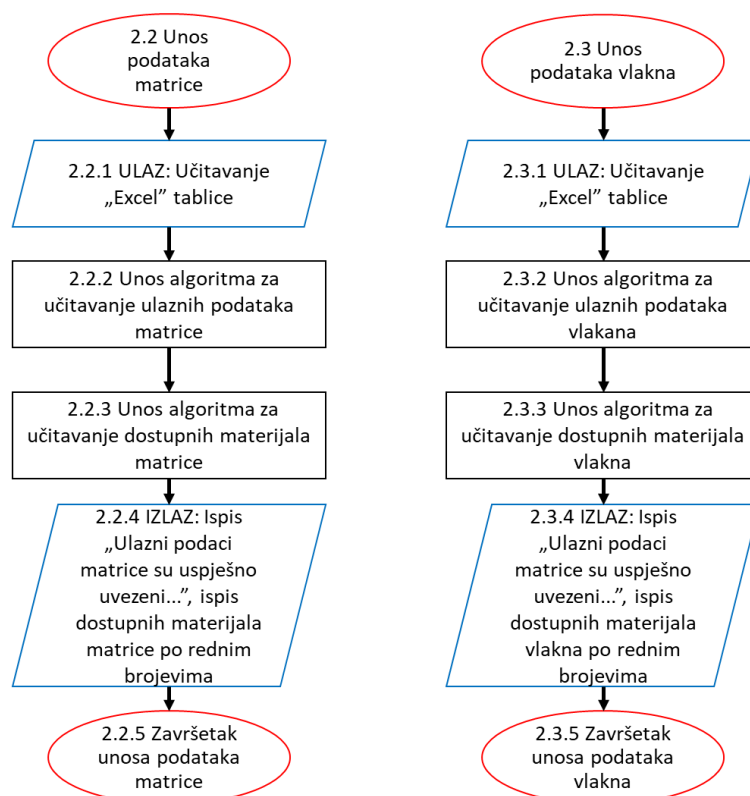 2.2 Unos
podataka
matrice
2.2.1 ULAZ: Učitavanje
„Excel” tablice
2.2.2 Unos algoritma za
učitavanje ulaznih podataka
matrice
2.2.3 Unos algoritma za
učitavanje dostupnih materijala
matrice
2.2.4 IZLAZ: Ispis
„Ulazni podaci
matrice su uspješno
uvezeni...”, ispis
dostupnih materijala
matrice po rednim
brojevima
2.2.5 Završetak
unosa podataka
matrice
2.3 Unos
podataka vlakna
2.3.1 ULAZ: Učitavanje
„Excel” tablice
2.3.2 Unos algoritma za
učitavanje ulaznih podataka
vlakana
2.3.3 Unos algoritma za
učitavanje dostupnih materijala
vlakna
2.3.4 IZLAZ: Ispis
„Ulazni podaci
matrice su uspješno
uvezeni...”, ispis
dostupnih materijala
vlakna po rednim
brojevima
2.3.5 Završetak
unosa podataka
vlakna